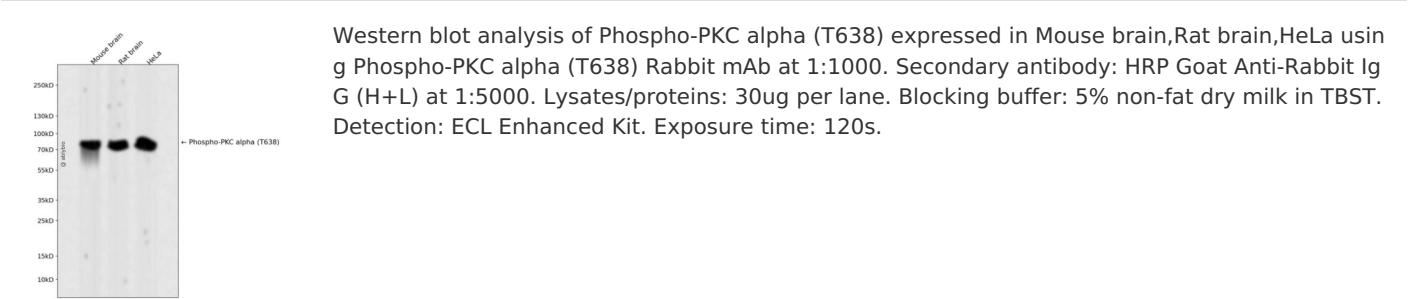 Mouse brain
Rat brain
HeLa
250kD
130kD
100kD
70kD
55kD
35kD
25kD
15kD
10kD
← Phospho-PKC alpha (T638)
Western blot analysis of Phospho-PKC alpha (T638) expressed in Mouse brain,Rat brain,HeLa usin
g Phospho-PKC alpha (T638) Rabbit mAb at 1:1000. Secondary antibody: HRP Goat Anti-Rabbit Ig
G (H+L) at 1:5000. Lysates/proteins: 30ug per lane. Blocking buffer: 5% non-fat dry milk in TBST.
Detection: ECL Enhanced Kit. Exposure time: 120s.